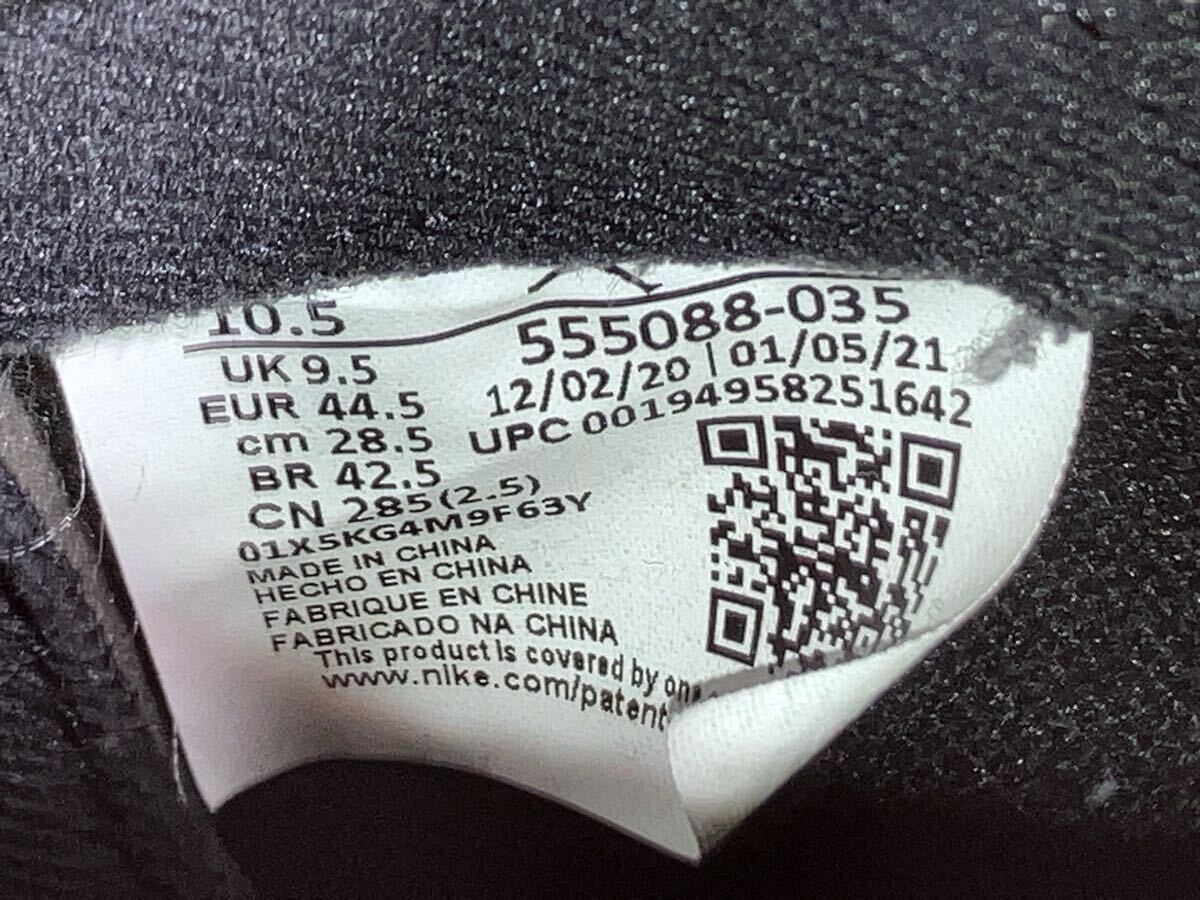 10.5
UK 9.5
EUR 44.5
cm 28.5
BR 42.5
CN 285(2.5)
01X5KG4M9F63Y
MADE IN CHINA
HECHO EN CHINA
FABRIQUE EN CHINE
FABRICADO NA CHINA
This product is covered by one
www.nike.com/patent
555088-035
12/02/20 | 01/05/21
UPC 00194958251642